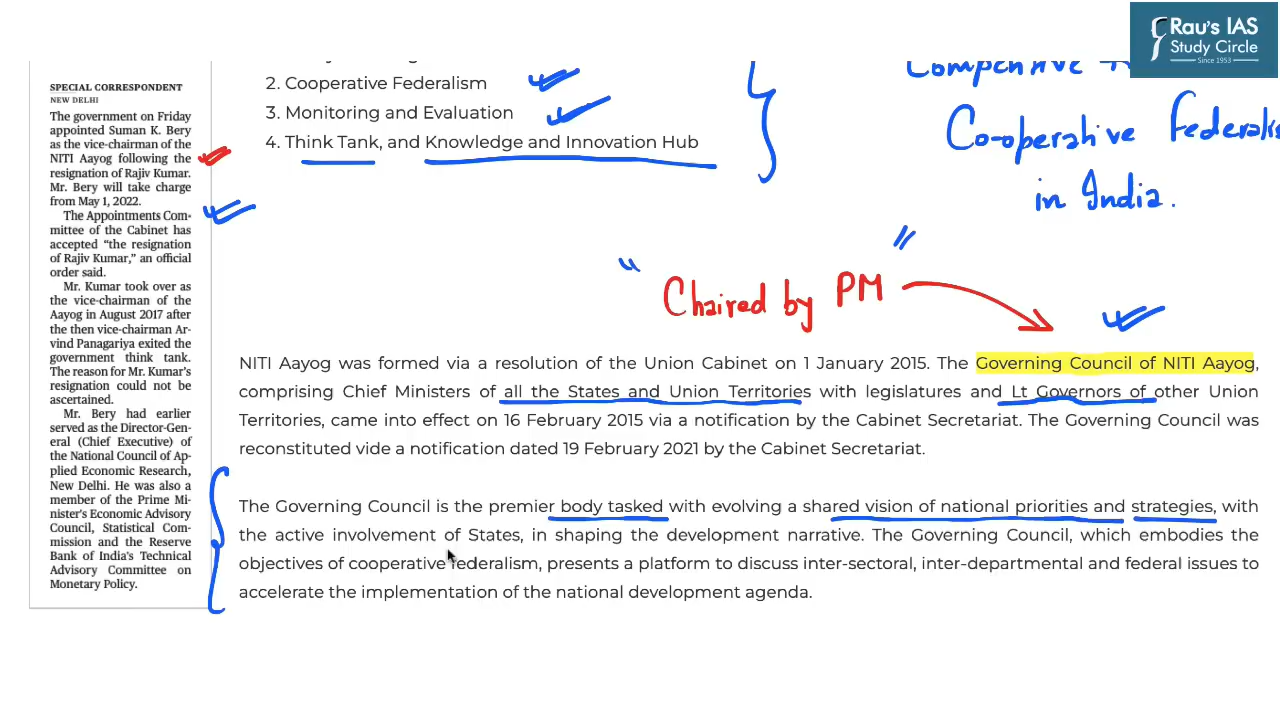 Rau's IAS
Study Circle
Since 1953
SPECIAL CORRESPONDENT
NEW DELHI
The government on Friday
appointed Suman K. Bery
as the vice-chairman of the
NITI Aayog following the
resignation of Rajiv Kumar.
Mr. Bery will take charge
from May 1, 2022.
The Appointments Com-
mittee of the Cabinet has
accepted “the resignation
of Rajiv Kumar,” an official
order said.
Mr. Kumar took over as
the vice-chairman of the
Aayog in August 2017 after
the then vice-chairman Ar-
vind Panagariya exited the
government think tank.
The reason for Mr. Kumar's
resignation could not be
ascertained.
Mr. Bery had earlier
served as the Director-Gen-
eral (Chief Executive) of
the National Council of Ap-
plied Economic Research,
New Delhi. He was also a
member of the Prime Mi-
nister's Economic Advisory
Council, Statistical Com-
mission and the Reserve
Bank of India's Technical
Advisory Committee on
Monetary Policy.
2. Cooperative Federalism
3. Monitoring and Evaluation
4. Think Tank, and Knowledge and Innovation Hub
Co-operative
in India.
"Chaired by PM"
NITI Aayog was formed via a resolution of the Union Cabinet on 1 January 2015. The Governing Council of NITI Aayog,
comprising Chief Ministers of all the States and Union Territories with legislatures and Lt Governors of other Union
Territories, came into effect on 16 February 2015 via a notification by the Cabinet Secretariat. The Governing Council was
reconstituted vide a notification dated 19 February 2021 by the Cabinet Secretariat.
The Governing Council is the premier body tasked with evolving a shared vision of national priorities and strategies, with
the active involvement of States, in shaping the development narrative. The Governing Council, which embodies the
objectives of cooperative federalism, presents a platform to discuss inter-sectoral, inter-departmental and federal issues to
accelerate the implementation of the national development agenda.